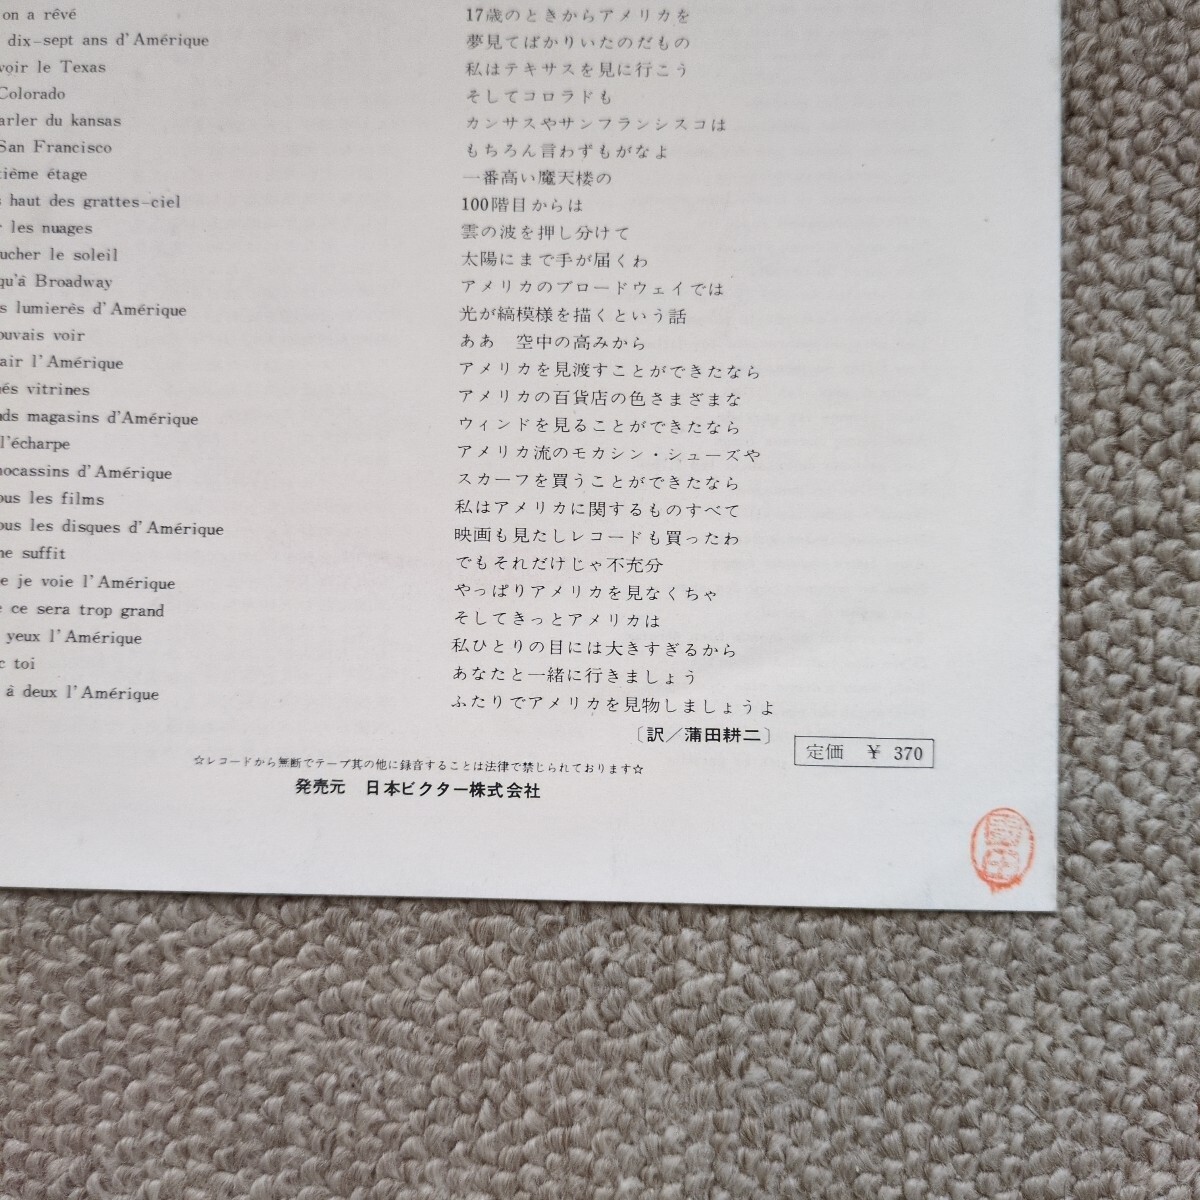 on a rêvé
dix-sept ans d'Amérique
voir le Texas
Colorado
arler du kansas
San Francisco
tième étage
s haut des grattes-ciel
r les nuages
ucher le soleil
qu'à Broadway
s lumierès d'Amérique
ouvais voir
air l'Amérique
nés vitrines
nds magasins d'Amérique
l'écharpe
mocassins d'Amérique
ous les films
ous les disques d'Amérique
ne suffit
e je voie l'Amérique
e ce sera trop grand
yeux l'Amérique
c toi
à deux l'Amérique
17歳のときからアメリカを
夢見てばかりいたのだもの
私はテキサスを見に行こう
そしてコロラドも
カンサスやサンフランシスコは
もちろん言わずもがなよ
一番高い魔天楼の
100階目からは
雲の波を押し分けて
太陽にまで手が届くわ
アメリカのブロードウェイでは
光が縞模様を描くという話
ああ　空中の高みから
アメリカを見渡すことができたなら
アメリカの百貨店の色さまざまな
ウィンドを見ることができたなら
アメリカ流のモカシン・シューズや
スカーフを買うことができたなら
私はアメリカに関するものすべて
映画も見たしレコードも買ったわ
でもそれだけじゃ不充分
やっぱりアメリカを見なくちゃ
そしてきっとアメリカは
私ひとりの目には大きすぎるから
あなたと一緒に行きましょう
ふたりでアメリカを見物しましょうよ
〔訳／蒲田耕二〕
定価　￥ 370
☆レコードから無断でテープ其の他に録音することは法律で禁じられております☆
発売元　日本ビクター株式会社